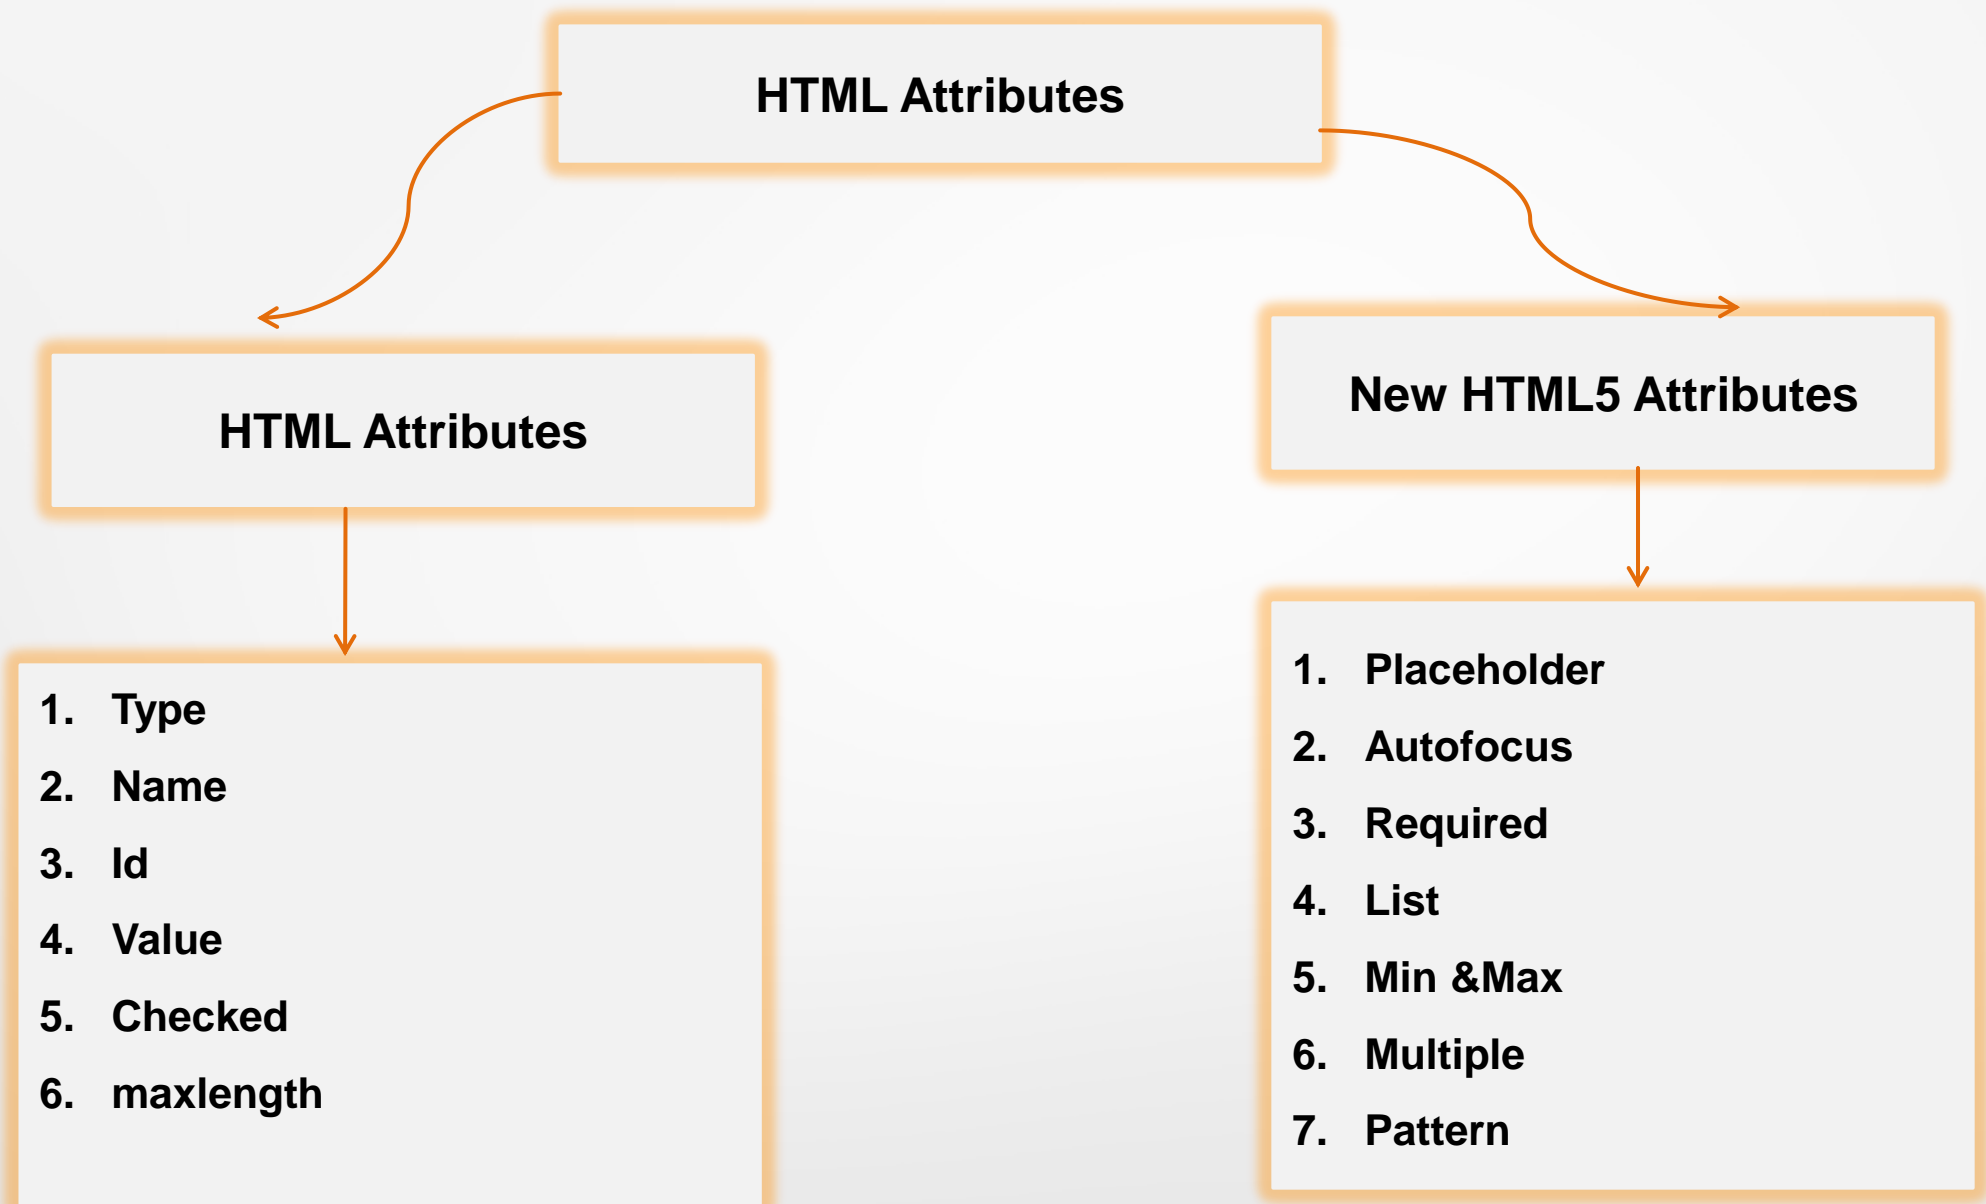 HTML Attributes
HTML Attributes
1. Type
2. Name
3. Id
4. Value
5. Checked
6. maxlength
New HTML5 Attributes
1. Placeholder
2. Autofocus
3. Required
4. List
5. Min &Max
6. Multiple
7. Pattern